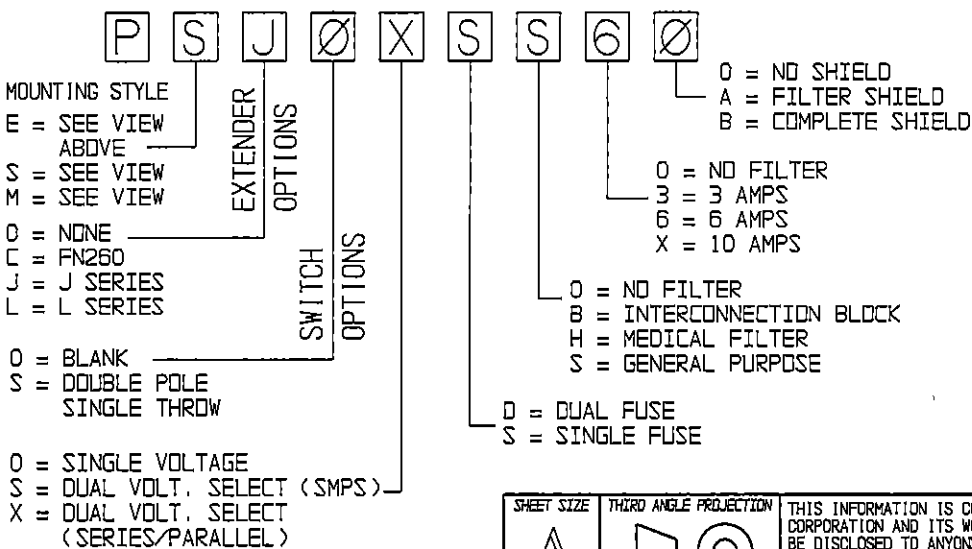 P S J Ø X S S 6 Ø
0 = NO SHIELD
A = FILTER SHIELD
B = COMPLETE SHIELD
MOUNTING STYLE
E = SEE VIEW
ABOVE
S = SEE VIEW
M = SEE VIEW
EXTENDER
OPTIONS
0 = NO FILTER
3 = 3 AMPS
6 = 6 AMPS
X = 10 AMPS
0 = NONE
C = FN260
J = J SERIES
L = L SERIES
SWITCH
OPTIONS
0 = NO FILTER
B = INTERCONNECTION BLOCK
H = MEDICAL FILTER
S = GENERAL PURPOSE
0 = BLANK
S = DOUBLE POLE
SINGLE THROW
D = DUAL FUSE
S = SINGLE FUSE
0 = SINGLE VOLTAGE
S = DUAL VOLT. SELECT (SMPS)
X = DUAL VOLT. SELECT
(SERIES/PARALLEL)
SHEET SIZE
A
THIRD ANGLE PROJECTION
THIS INFORMATION IS
CORPORATION AND ITS
BE DISCLOSED TO